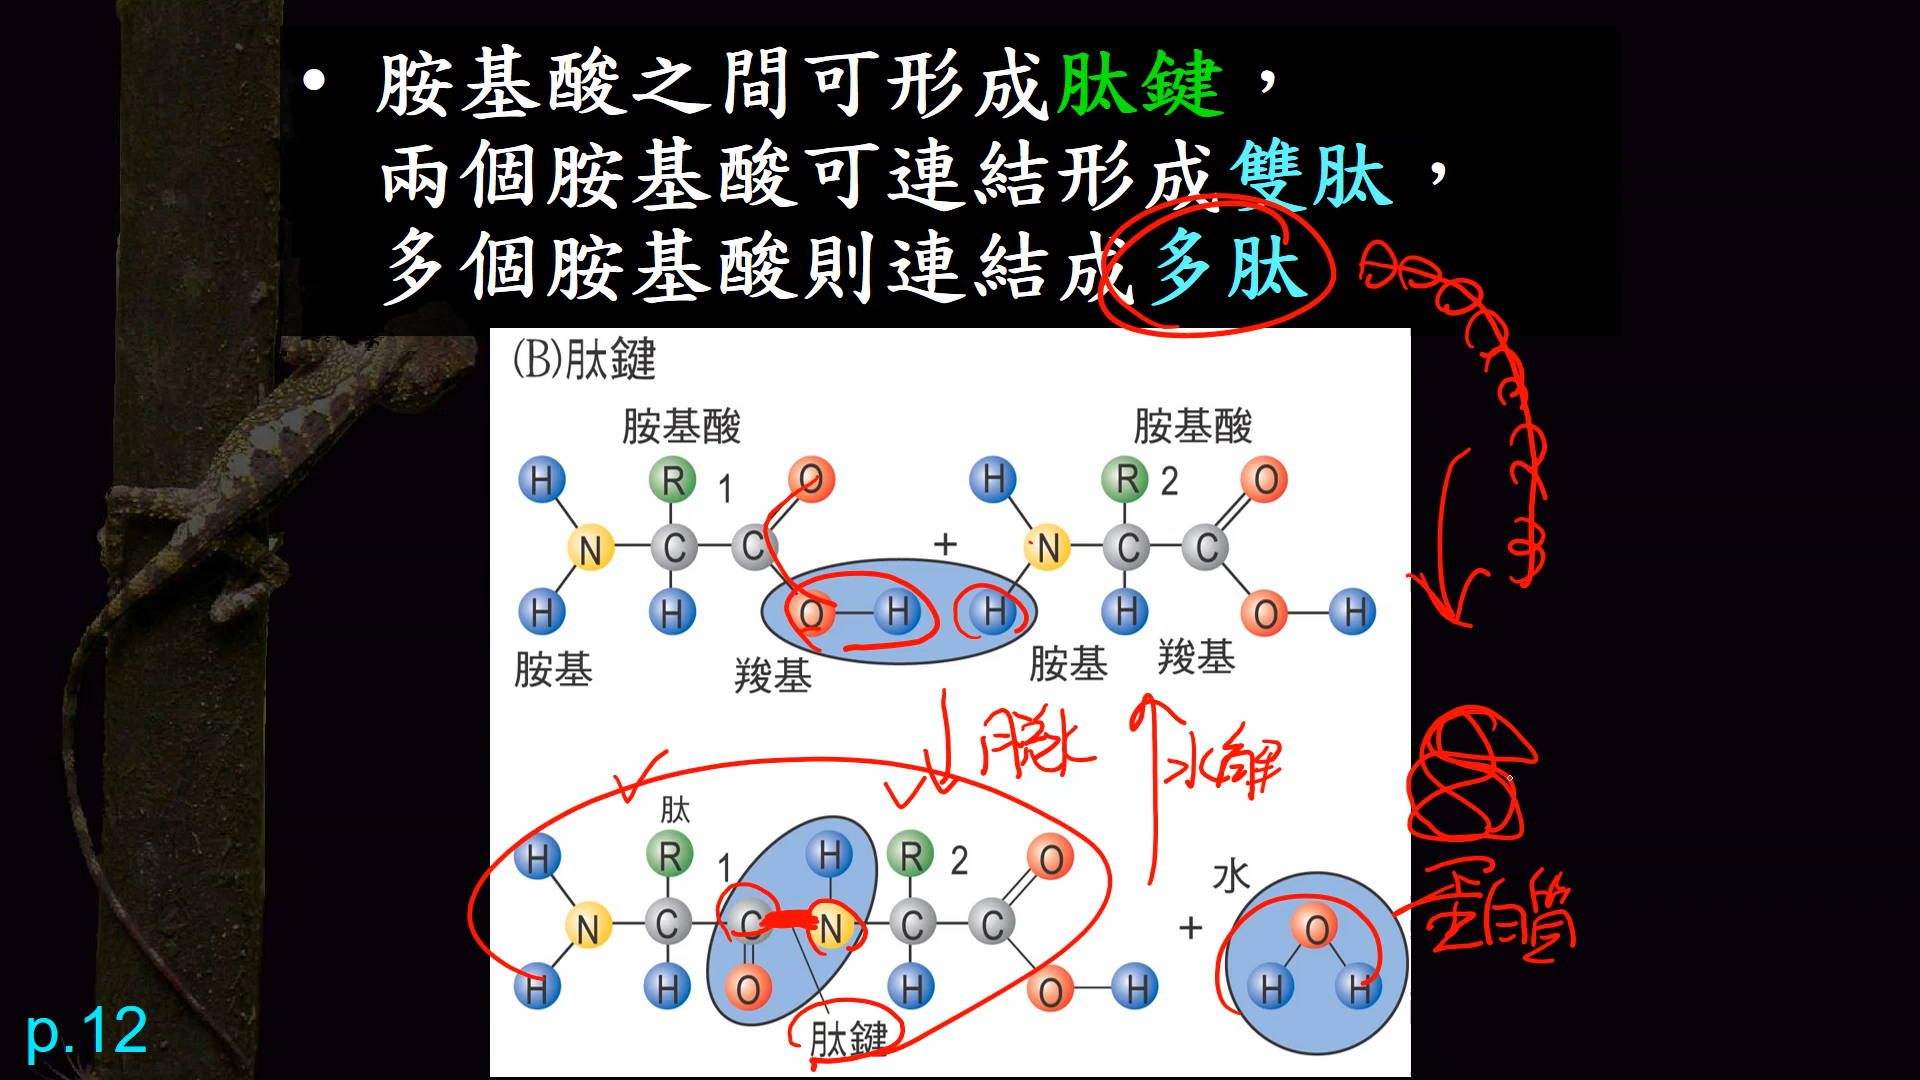 • 胺基酸之間可形成肽鍵，
兩個胺基酸可連結形成雙肽，
多個胺基酸則連結成多肽
(B)肽鍵
胺基酸 胺基酸
H R 1 O H R 2 O
N C C + N C C
H H O H H H O H
胺基 羧基 胺基 羧基
脫水 水解
肽
H R 1 H R 2 O 水
N C C N C C + O
H H O H O H H H
蛋白質
肽鍵
p.12